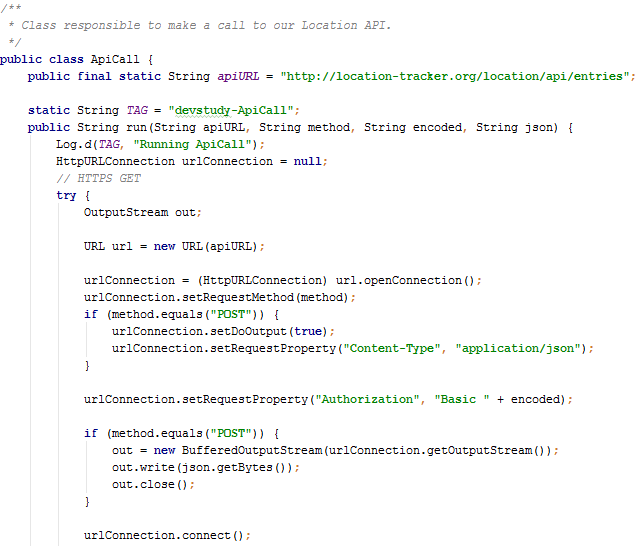 /**
 * Class responsible to make a call to our Location API.
 */
public class ApiCall {
    public final static String apiURL = "http://location-tracker.org/location/api/entries";

    static String TAG = "devstudy-ApiCall";
    public String run(String apiURL, String method, String encoded, String json) {
        Log.d(TAG, "Running ApiCall");
        HttpURLConnection urlConnection = null;
        // HTTPS GET
        try {
            OutputStream out;

            URL url = new URL(apiURL);

            urlConnection = (HttpURLConnection) url.openConnection();
            urlConnection.setRequestMethod(method);
            if (method.equals("POST")) {
                urlConnection.setDoOutput(true);
                urlConnection.setRequestProperty("Content-Type", "application/json");
            }

            urlConnection.setRequestProperty("Authorization", "Basic " + encoded);

            if (method.equals("POST")) {
                out = new BufferedOutputStream(urlConnection.getOutputStream());
                out.write(json.getBytes());
                out.close();
            }

            urlConnection.connect();